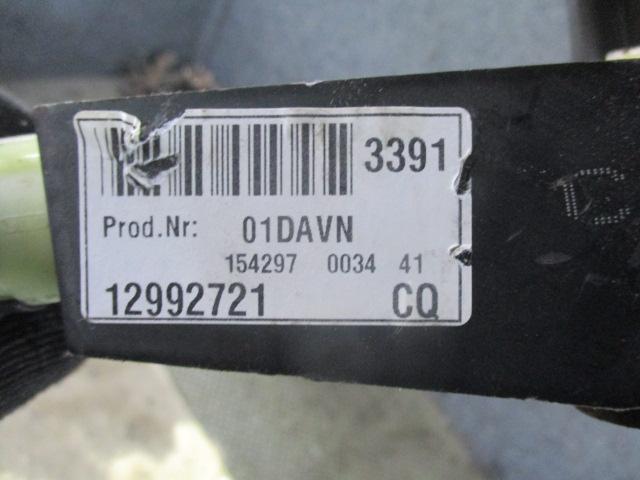 3391
Prod.Nr: 01DAVN
154297 0034 41
12992721 CQ